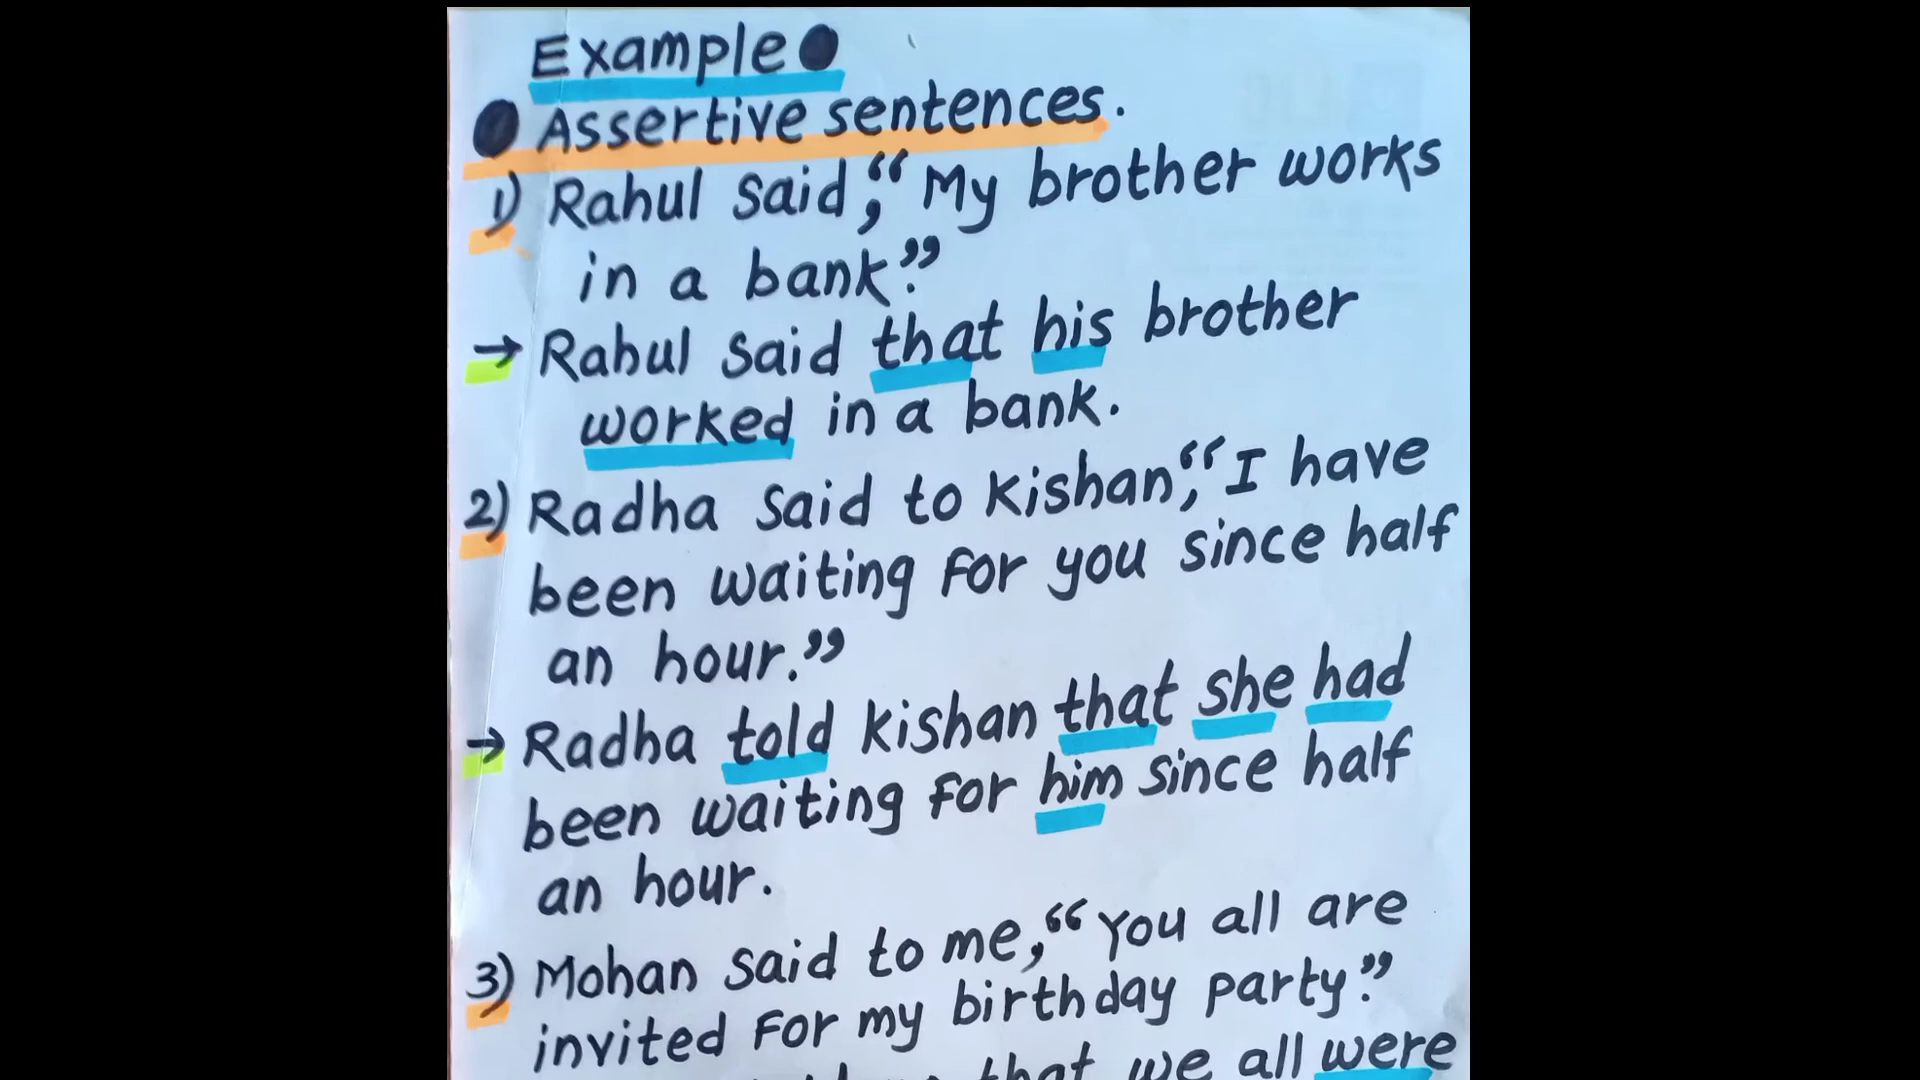 Example●
● Assertive sentences.
1) Rahul said, “My brother works
in a bank.”
→ Rahul said that his brother
worked in a bank.
2) Radha said to Kishan, “I have
been waiting for you since half
an hour.”
→ Radha told Kishan that she had
been waiting for him since half
an hour.
3) Mohan said to me, “You all are
invited for my birthday party.”
that we all were